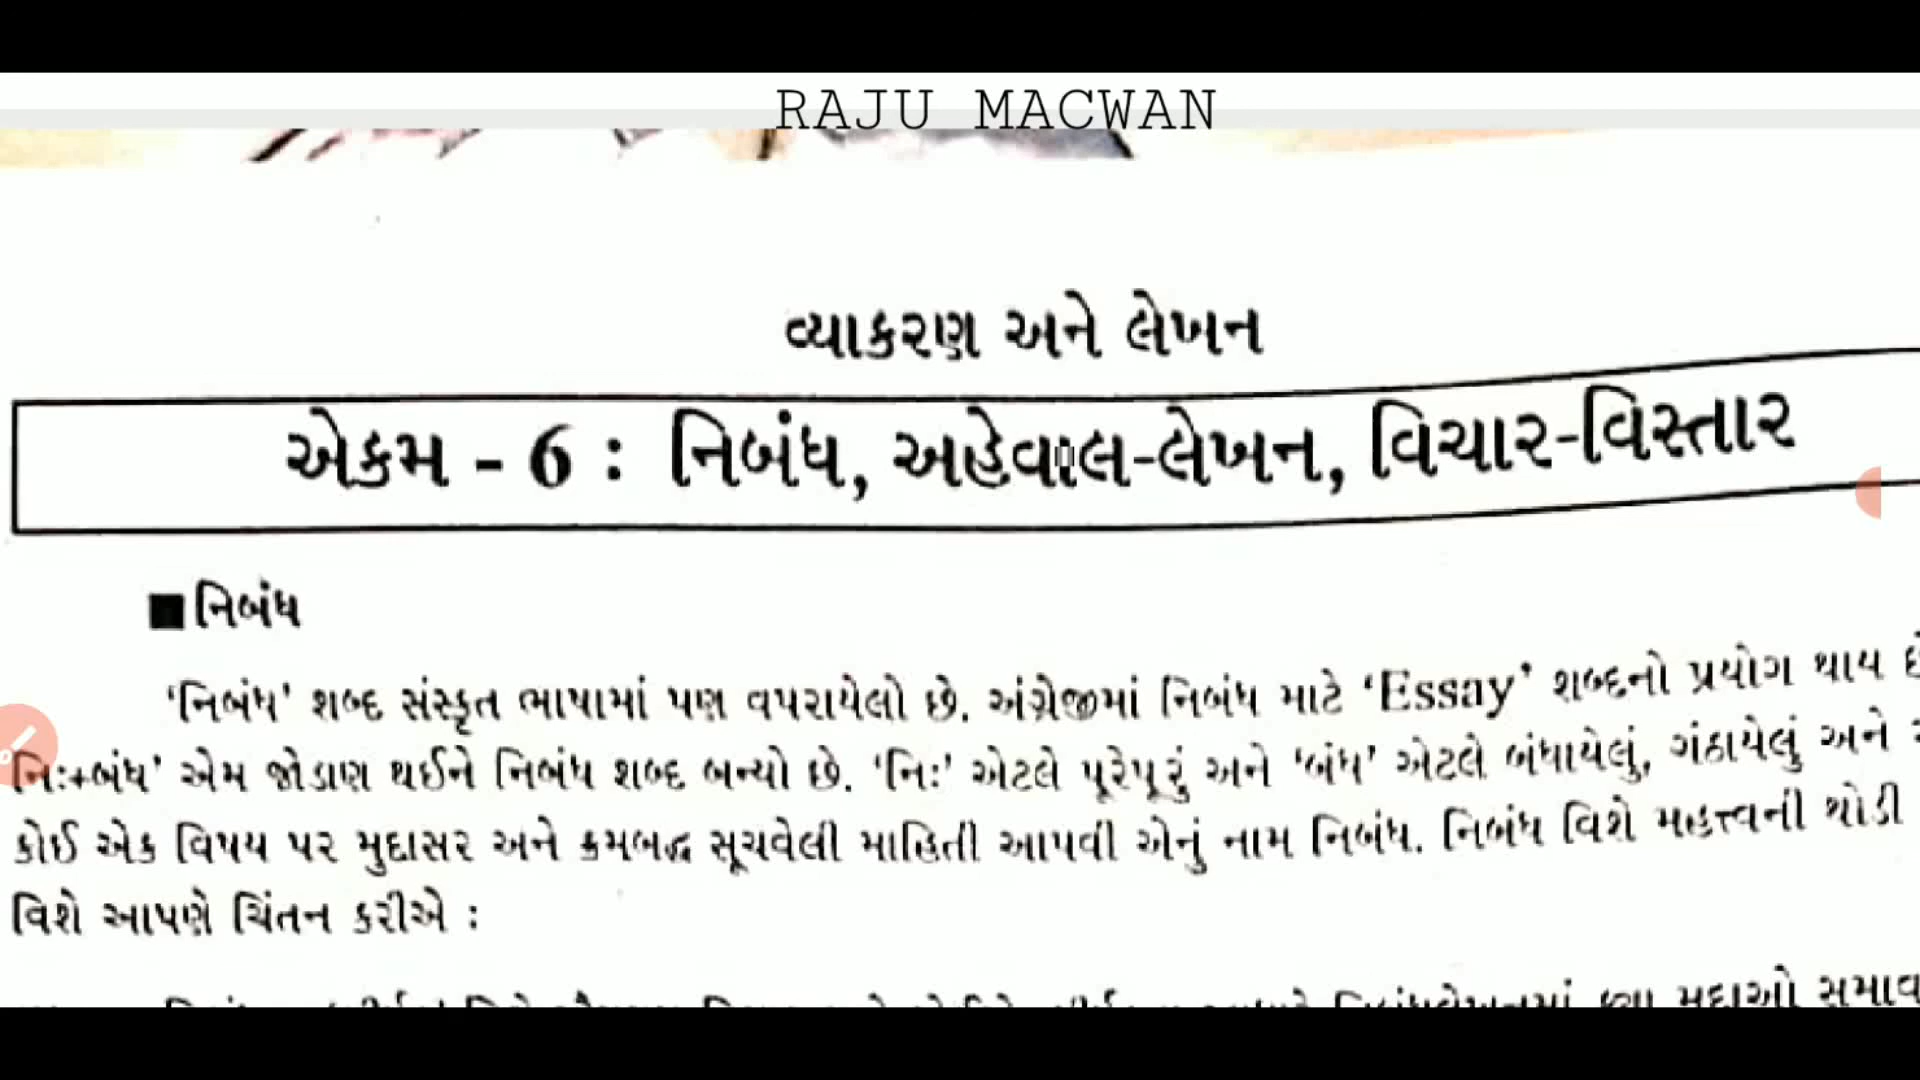 RAJU MACWAN
વ્યાકરણ અને લેખન
એકમ - 6 : નિબંધ, અહેવાલ-લેખન, વિચાર-વિસ્તાર
■ નિબંધ
‘નિબંધ’ શબ્દ સંસ્કૃત ભાષામાં પણ વપરાયેલો છે. અંગ્રેજીમાં નિબંધ માટે ‘Essay’ શબ્દનો પ્રયોગ થાય
નિઃ+બંધ’ એમ જોડાણ થઈને નિબંધ શબ્દ બન્યો છે. ‘નિઃ’ એટલે પૂરેપૂરું અને ‘બંધ’ એટલે બંધાયેલું, ગંઠાયેલું અને
કોઈ એક વિષય પર મુદાસર અને ક્રમબદ્ધ સૂચવેલી માહિતી આપવી એનું નામ નિબંધ. નિબંધ વિશે મહત્ત્વની થોડી
વિશે આપણે ચિંતન કરીએ :
નિબંધલેખનમાં ક્યા મુદાઓ